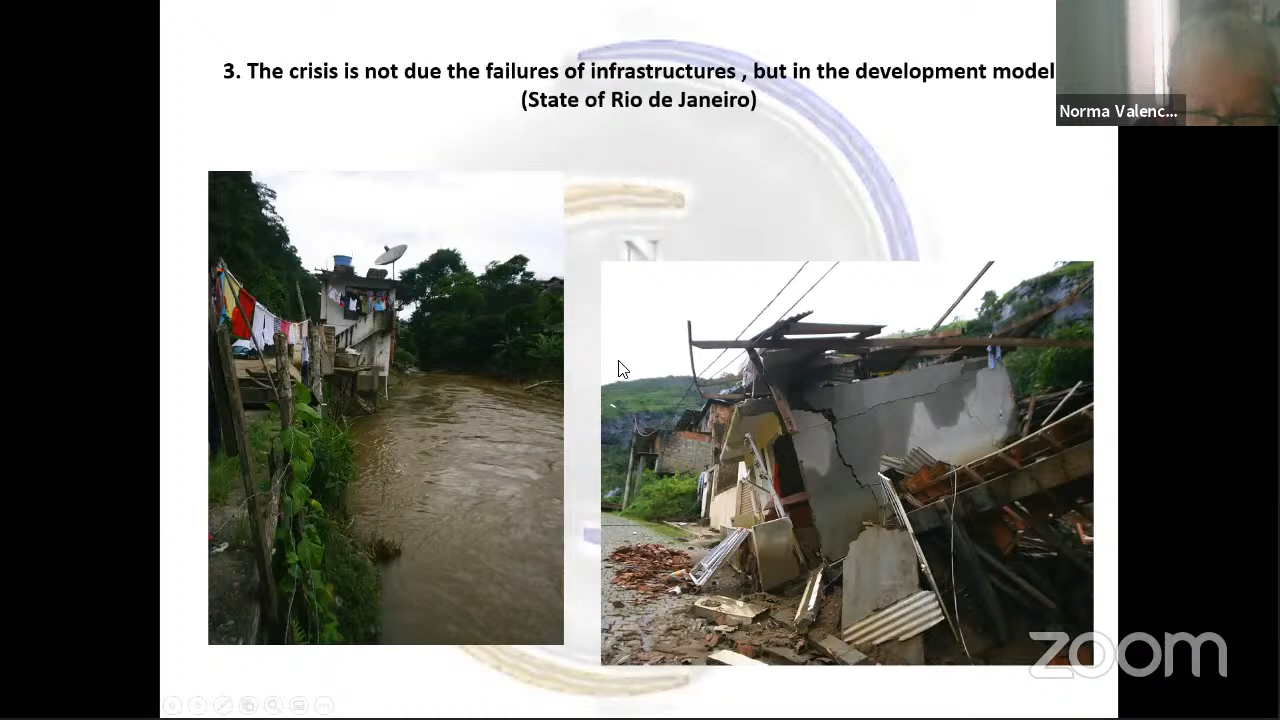 3. The crisis is not due the failures of infrastructures , but in the development model
(State of Rio de Janeiro)
Norma Valenc...
N
zoom